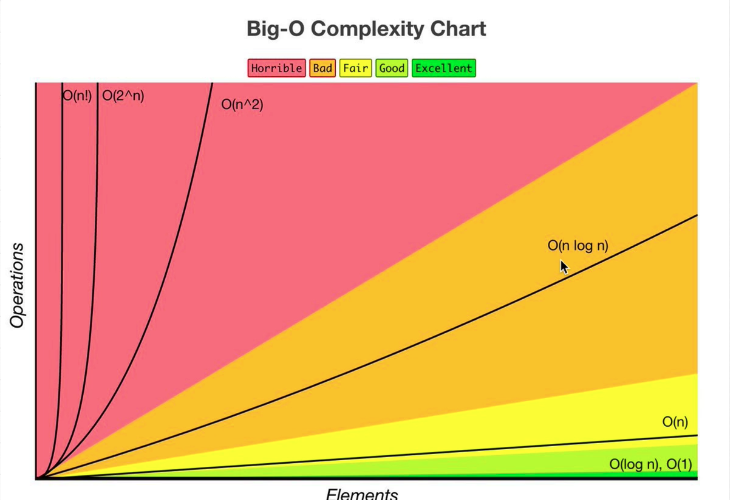 Big-O Complexity Chart
Horrible Bad Fair Good Excellent
O(n!) O(2^n)
O(n^2)
O(n log n)
O(n)
O(log n), O(1)
Operations
Elements